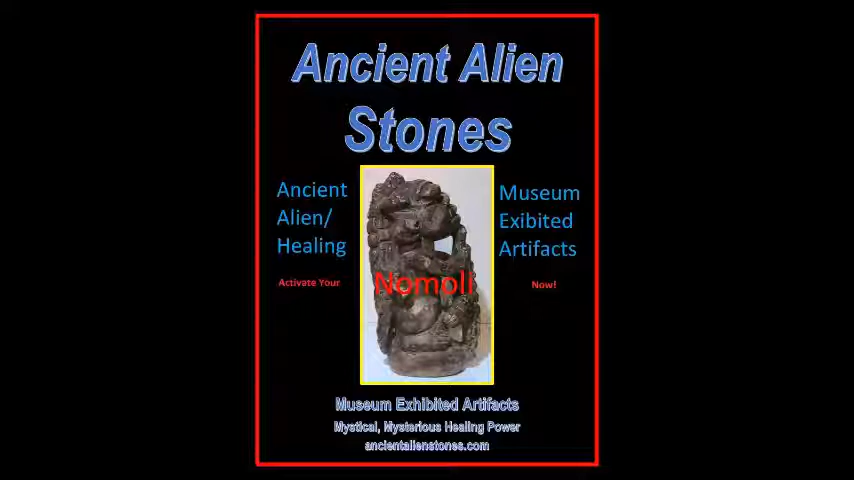 Ancient Alien
Stones
Ancient
Alien/
Healing
Museum
Exibited
Artifacts
Activate Your
Nomoli
Now!
Museum Exhibited Artifacts
Mystical, Mysterious Healing Power
ancientalienstones.com